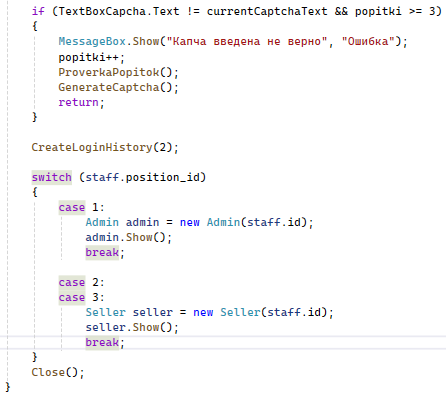 if (TextBoxCapcha.Text != currentCaptchaText && popitki >= 3)
{
MessageBox.Show("Капча введена не верно", "Ошибка");
popitki++;
ProverkaPopitok();
GenerateCaptcha();
return;
}
CreateLoginHistory(2);
switch (staff.position_id)
{
case 1:
Admin admin = new Admin(staff.id);
admin.Show();
break;
case 2:
case 3:
Seller seller = new Seller(staff.id);
seller.Show();
break;
}
Close();
}